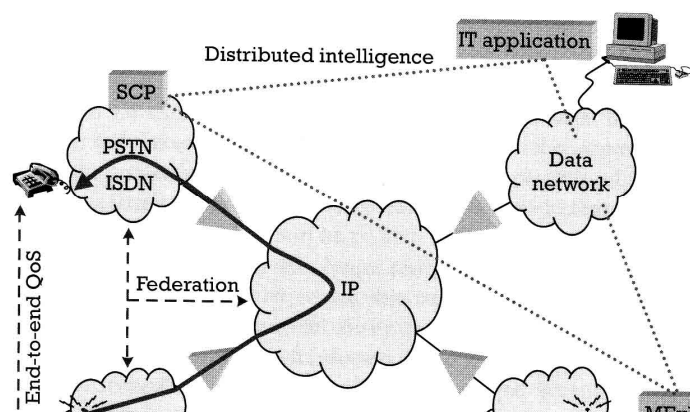 IT application
Distributed intelligence
SCP
PSTN
ISDN
Data
network
End-to-end QoS
Federation
IP